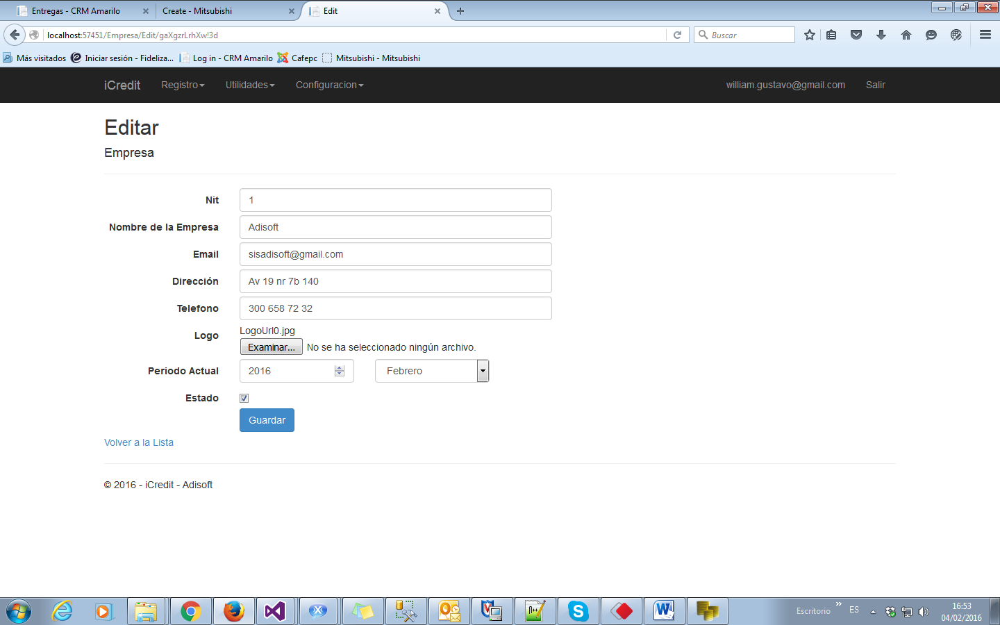 Entregas - CRM Amarilo
Create - Mitsubishi
Edit
localhost:57451/Empresa/Edit/gaXgzrLrhXw!3d
Buscar
Más visitados
Iniciar sesión - Fideliza...
Log in - CRM Amarilo
Cafepc
Mitsubishi - Mitsubishi
iCredit
Registro
Utilidades
Configuracion
william.gustavo@gmail.com
Salir
Editar
Empresa
Nit
1
Nombre de la Empresa
Adisoft
Email
sisadisoft@gmail.com
Dirección
Av 19 nr 7b 140
Telefono
300 658 72 32
Logo
LogoUrl0.jpg
Examinar...
No se ha seleccionado ningún archivo.
Periodo Actual
2016
Febrero
Estado
Guardar
Volver a la Lista
© 2016 - iCredit - Adisoft
Escritorio
ES
16:53
04/02/2016